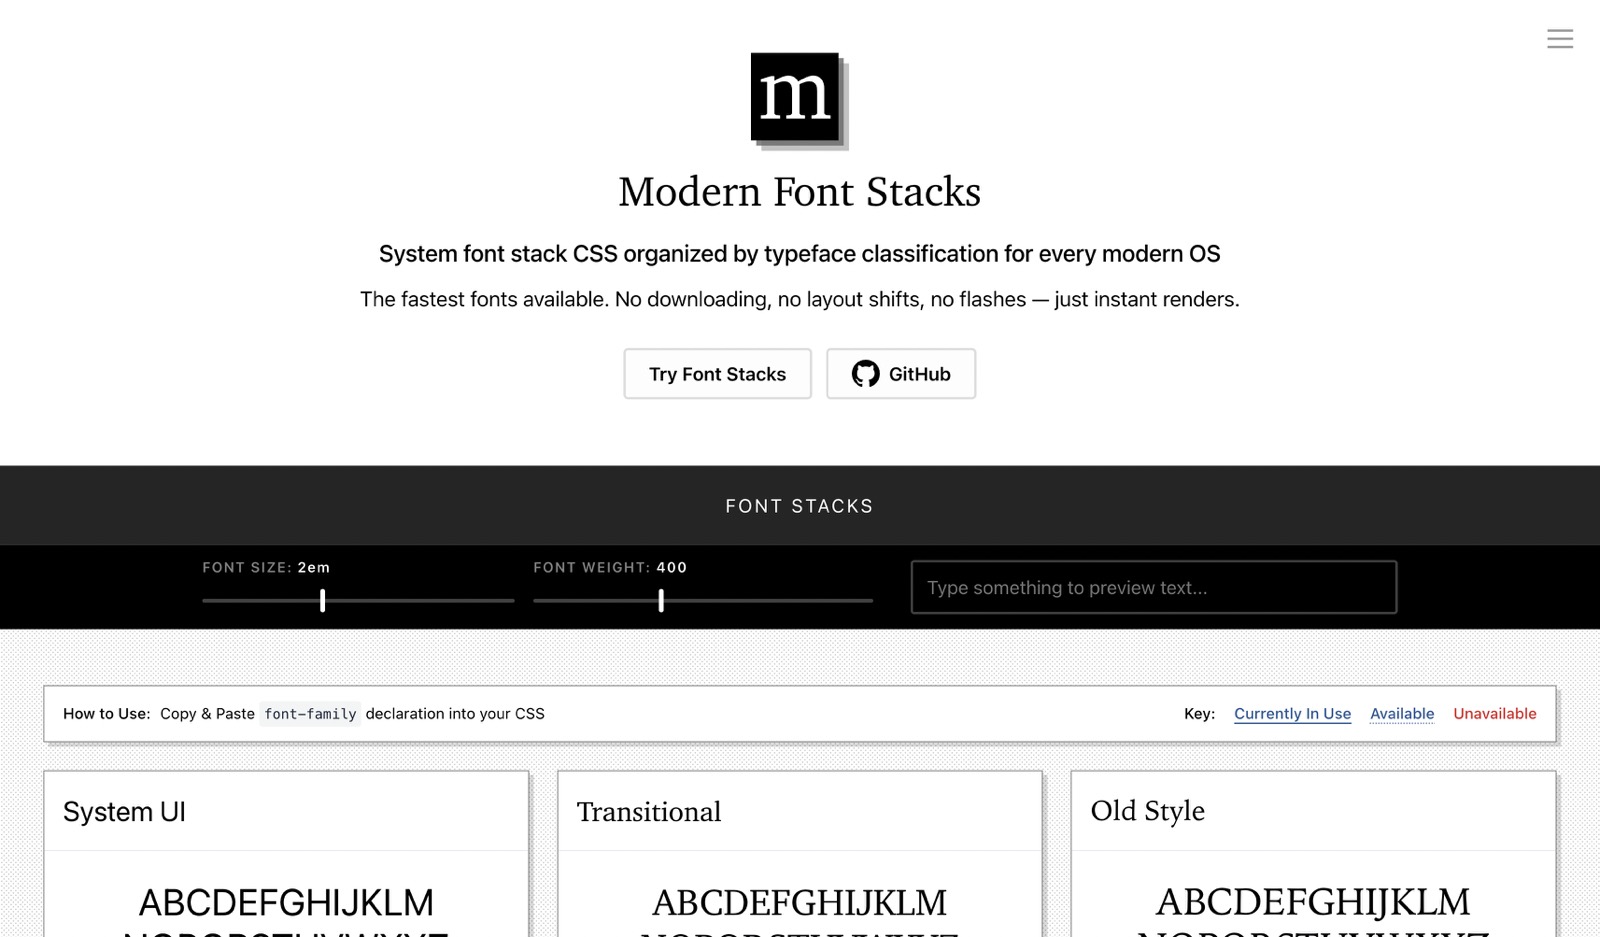 m
Modern Font Stacks
System font stack CSS organized by typeface classification for every modern OS
The fastest fonts available. No downloading, no layout shifts, no flashes — just instant renders.
Try Font Stacks
GitHub
FONT STACKS
FONT SIZE: 2em
FONT WEIGHT: 400
Type something to preview text...
How to Use: Copy & Paste font-family declaration into your CSS
Key: Currently In Use Available Unavailable
System UI
Transitional
Old Style
ABCDEFGHIJKLM
ABCDEFGHIJKLM
ABCDEFGHIJKLM
NOPQRSTUVWXYZ
NOPQRSTUVWXYZ
NOPQRSTUVWXYZ